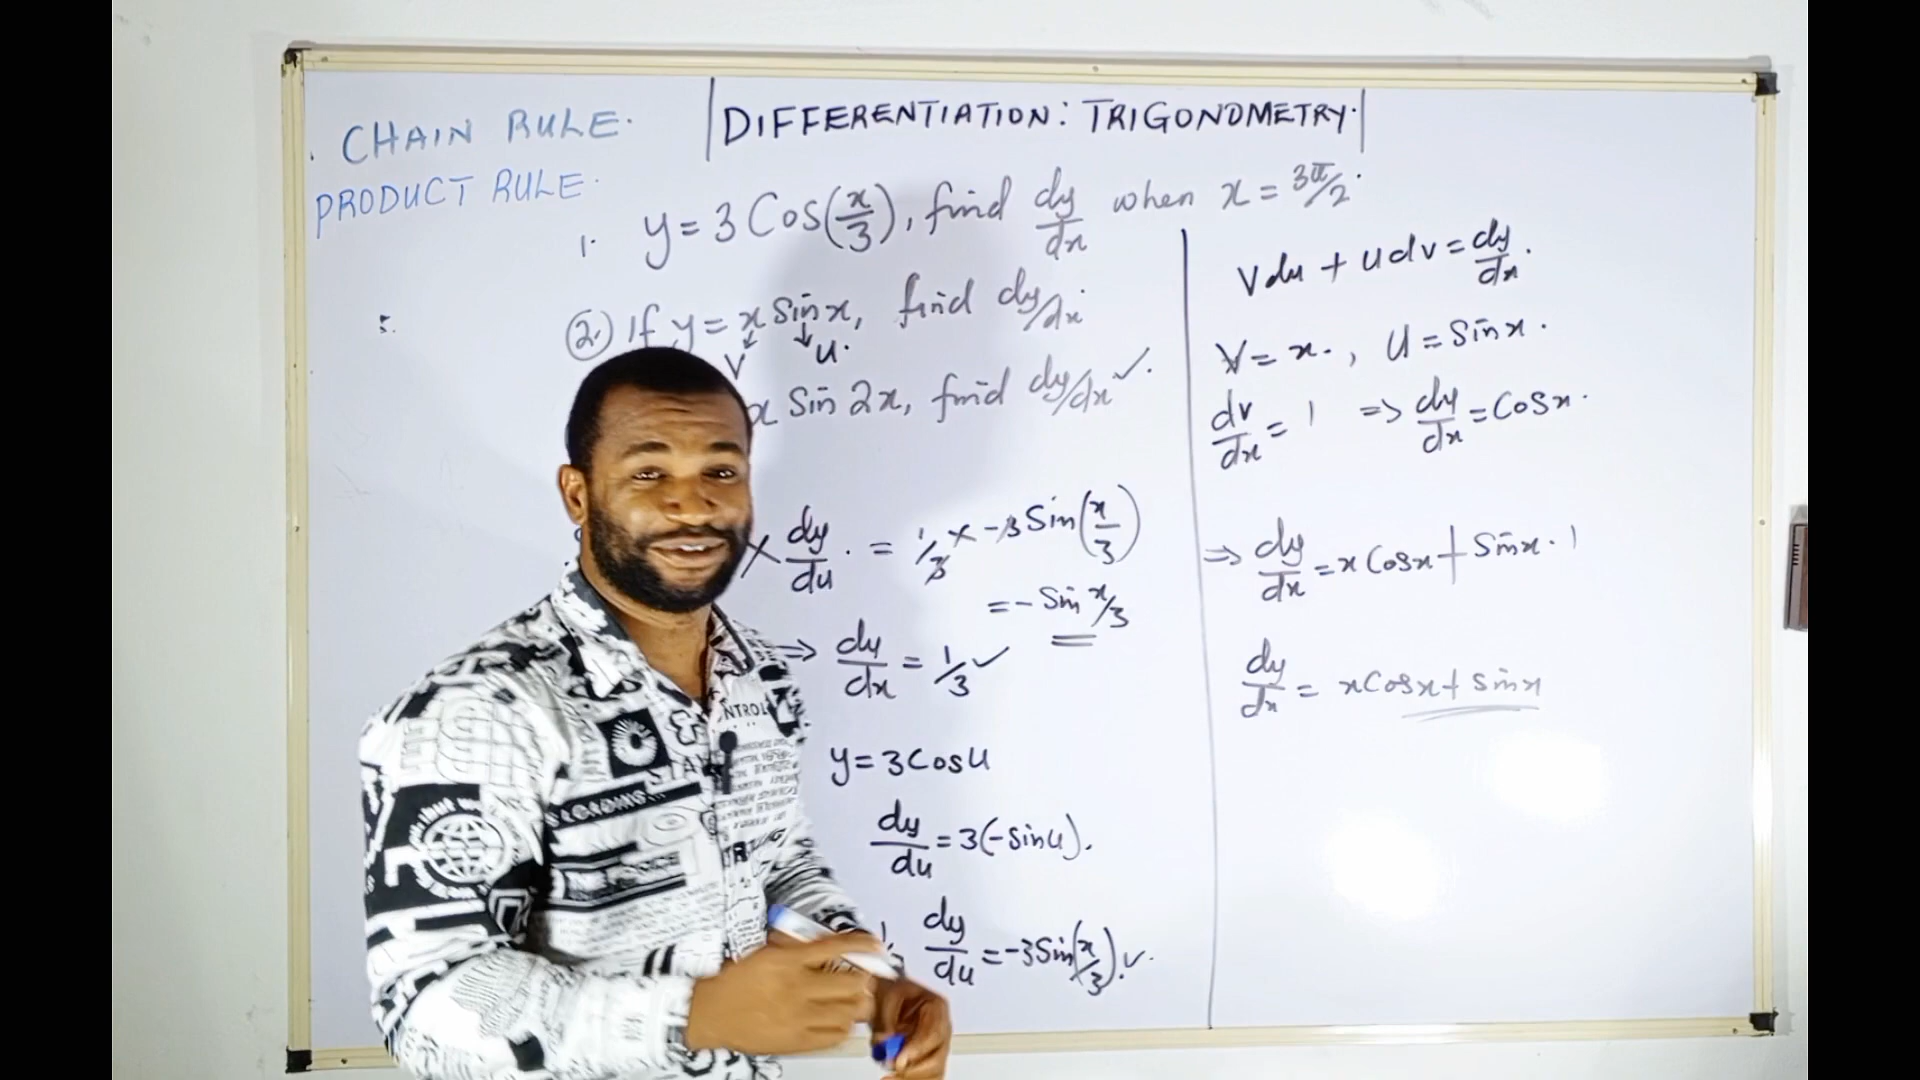 CHAIN RULE.
PRODUCT RULE.
DIFFERENTIATION: TRIGONOMETRY.
1. y = 3 Cos(x/3), find dy/dx when x = 3π/2.
② If y = x Sin x, find dy/dx.
V U.
x Sin 2x, find dy/dx ✓.
× dy/du. = 1/3 × -3 Sin(x/3)
= - Sin x/3
⇒ dy/dx = 1/3 ✓
y = 3 Cos U
dy/du = 3(-Sin U).
dy/du = -3 Sin(x/3). ✓.
V du + U dv = dy/dx.
V = x., U = Sin x.
dv/dx = 1 ⇒ dy/dx = Cos x.
⇒ dy/dx = x Cos x + Sin x. 1
dy/dx = x Cos x + Sin x
NTROL